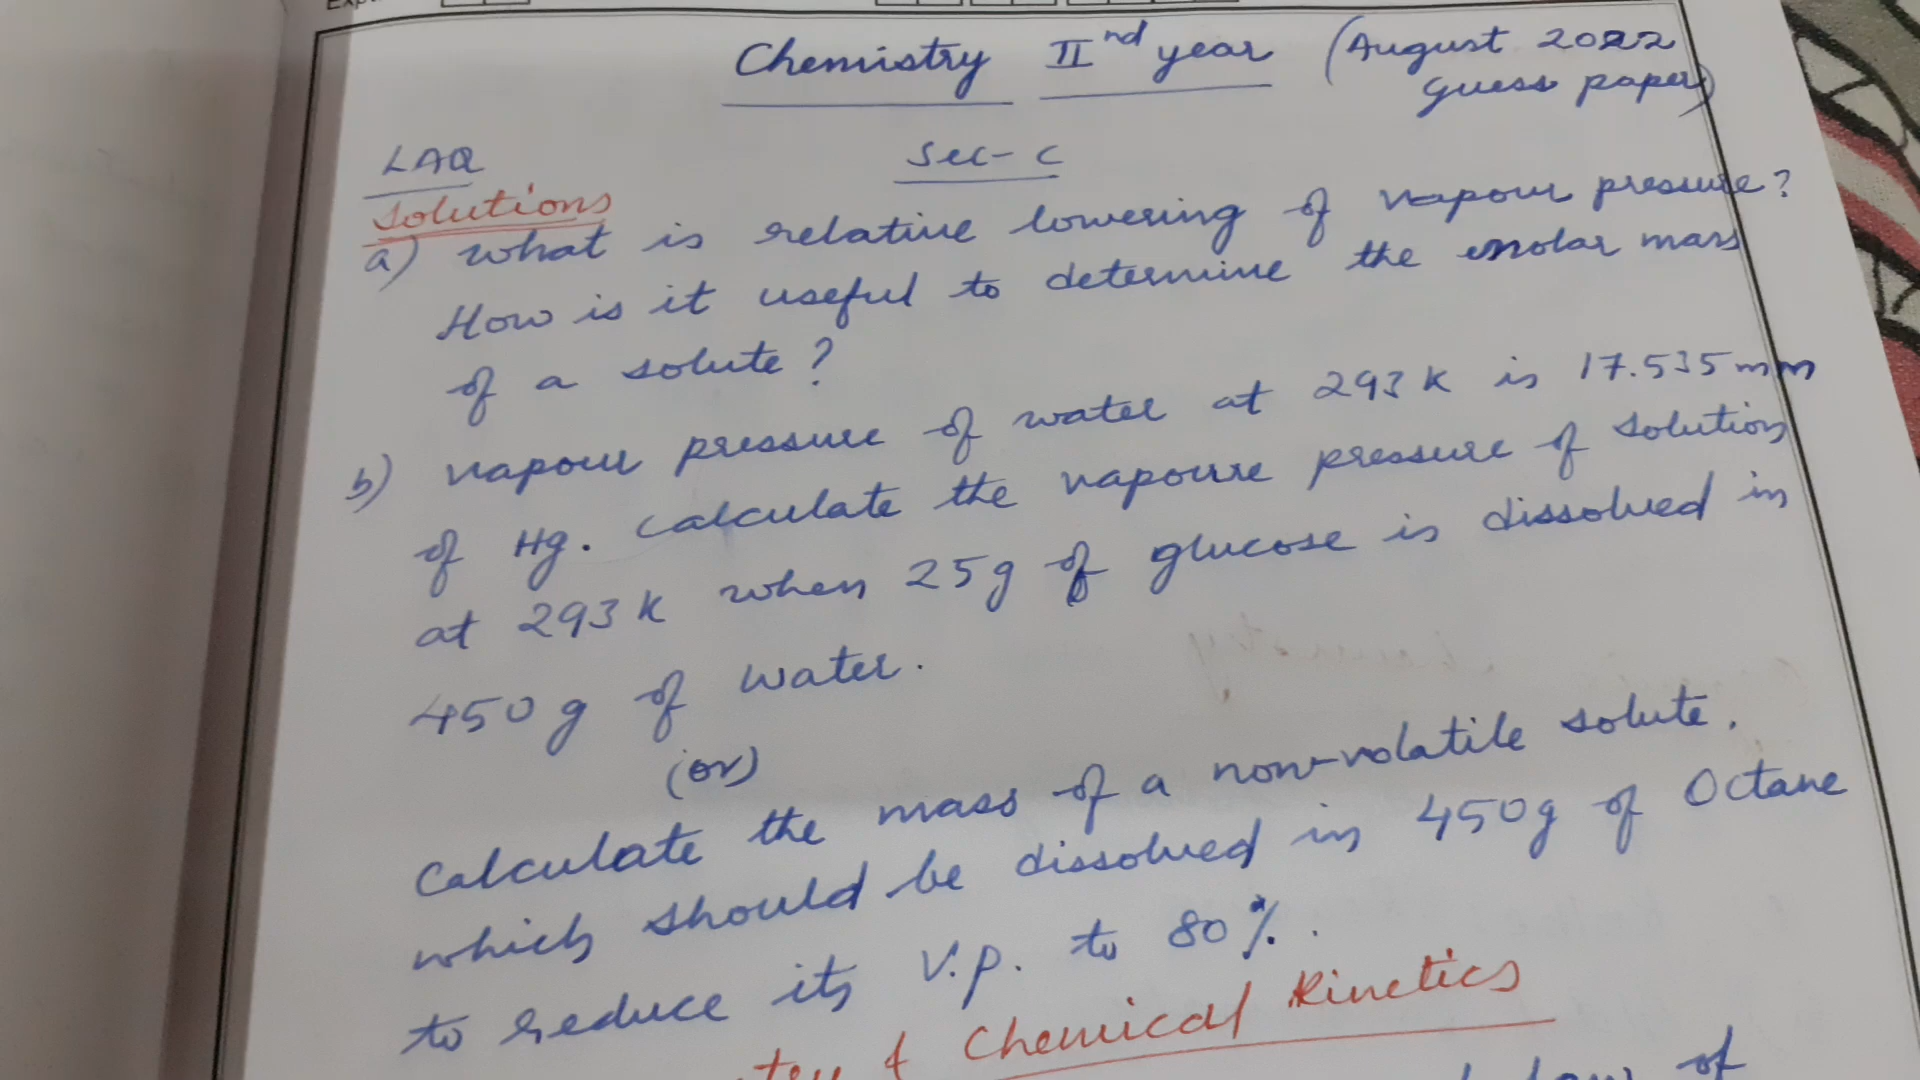 Chemistry IInd year (August 2022
guess paper)
LAQ
Sec-C
Solutions
a) what is relative lowering of vapour pressure?
How is it useful to determine the molar mass
of a solute?
b) vapour pressure of water at 293 K is 17.535 mm
of Hg. Calculate the vapoure pressure of solution
at 293 K when 25g of glucose is dissolved in
450 g of water.
(or)
Calculate the mass of a non-volatile solute.
which should be dissolved in 450g of Octane
to reduce its V.p. to 80%.
& Chemical Kinetics
law of